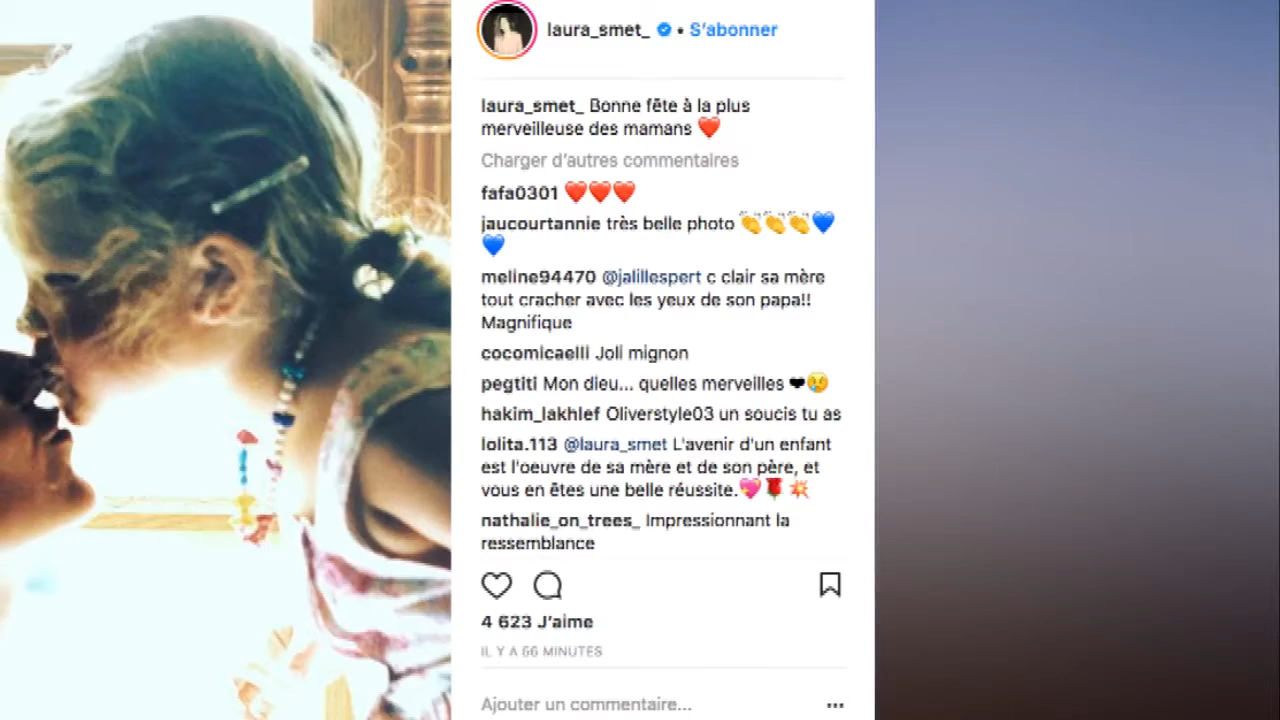 laura_smet_ • S'abonner
laura_smet_ Bonne fête à la plus
merveilleuse des mamans ❤️
Charger d'autres commentaires
fafa0301 ❤️❤️❤️
jaucourtannie très belle photo 👏👏👏💙
💙
meline94470 @jalillespert c clair sa mère
tout cracher avec les yeux de son papa!!
Magnifique
cocomicaelli Joli mignon
pegtiti Mon dieu... quelles merveilles ❤😢
hakim_lakhlef Oliverstyle03 un soucis tu as
lolita.113 @laura_smet L'avenir d'un enfant
est l'oeuvre de sa mère et de son père, et
vous en êtes une belle réussite.💖🌹💥
nathalie_on_trees_ Impressionnant la
ressemblance
4 623 J'aime
IL Y A 56 MINUTES
Ajouter un commentaire...